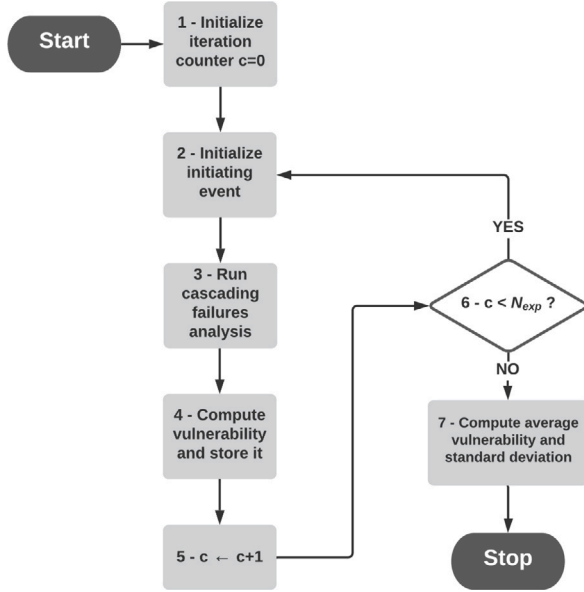 Start
1 - Initialize
iteration
counter c=0
2 - Initialize
initiating
event
3 - Run
cascading
failures
analysis
4 - Compute
vulnerability
and store it
5 - c ← c+1
YES
6 - c < Nexp ?
NO
7 - Compute average
vulnerability and
standard deviation
Stop